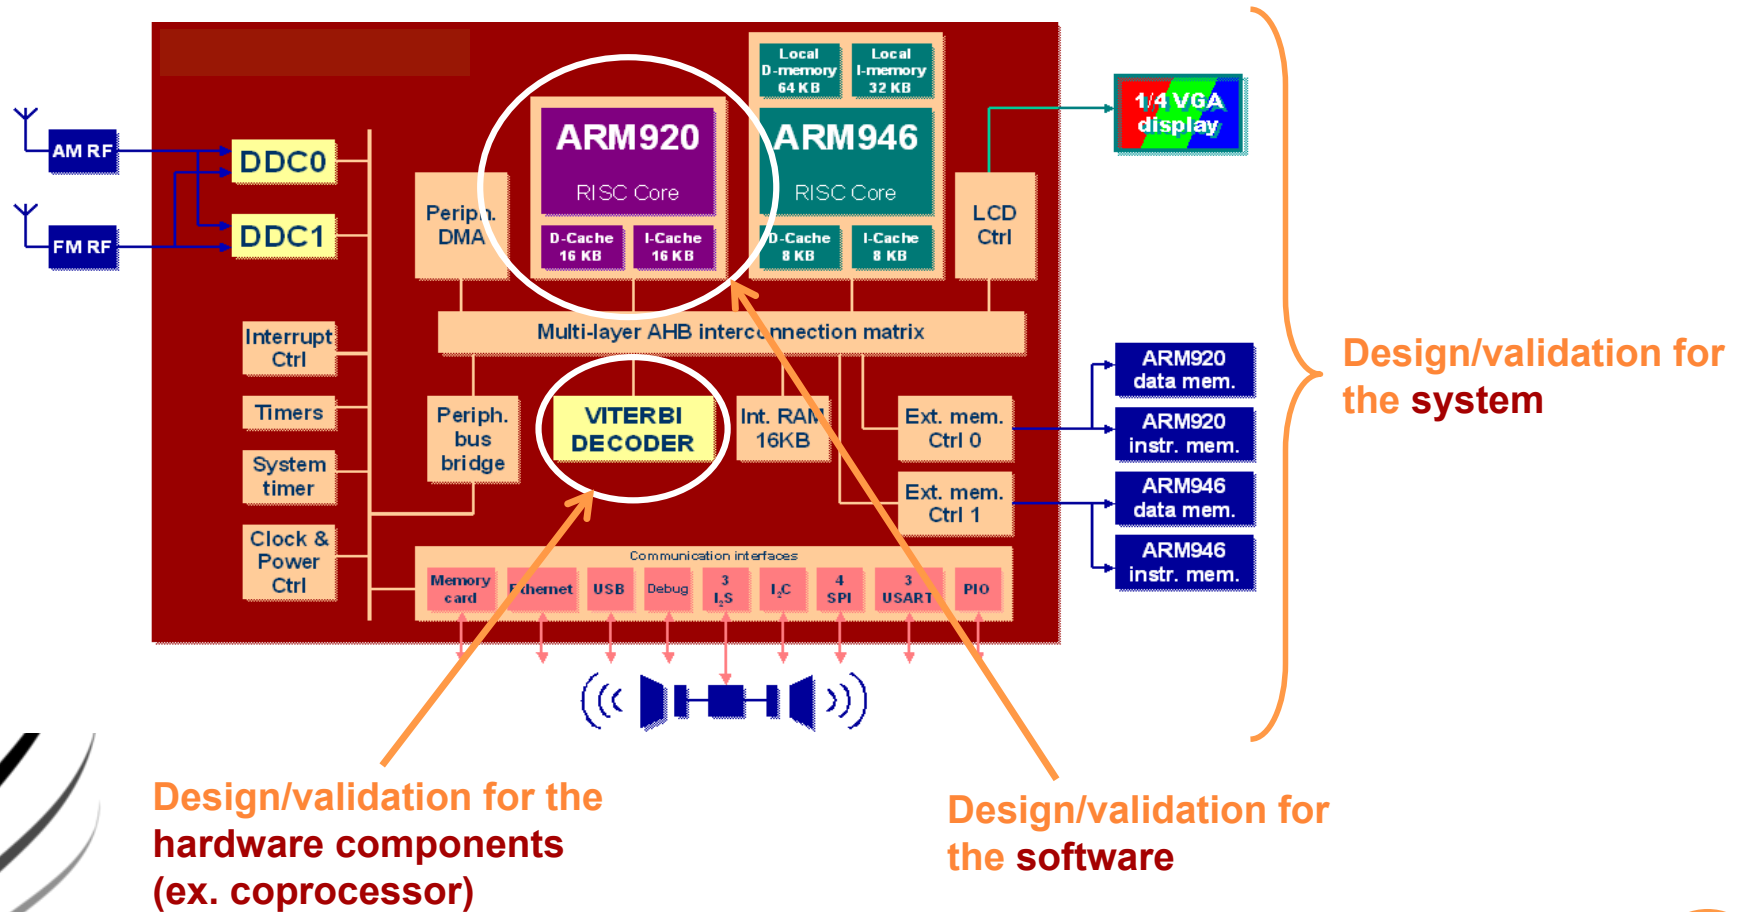 Local
D-memory
64 KB
Local
I-memory
32 KB
1/4 VGA
display
ARM920
RISC Core
ARM946
RISC Core
AM RF
DDC0
Periph.
DMA
LCD
Ctrl
FM RF
DDC1
D-Cache
16 KB
I-Cache
16 KB
D-Cache
8 KB
I-Cache
8 KB
Multi-layer AHB interconnection matrix
Interrupt
Ctrl
Timers
System
timer
Clock &
Power
Ctrl
Periph.
bus
bridge
VITERBI
DECODER
Int. RAM
16KB
Ext. mem.
Ctrl 0
Ext. mem.
Ctrl 1
ARM920
data mem.
ARM920
instr. mem.
ARM946
data mem.
ARM946
instr. mem.
Design/validation for
the system
Communication interfaces
Memory
card
Ethernet
USB
Debug
3
I2S
I2C
4
SPI
3
USART
PIO
Design/validation for the
hardware components
(ex. coprocessor)
Design/validation for
the software